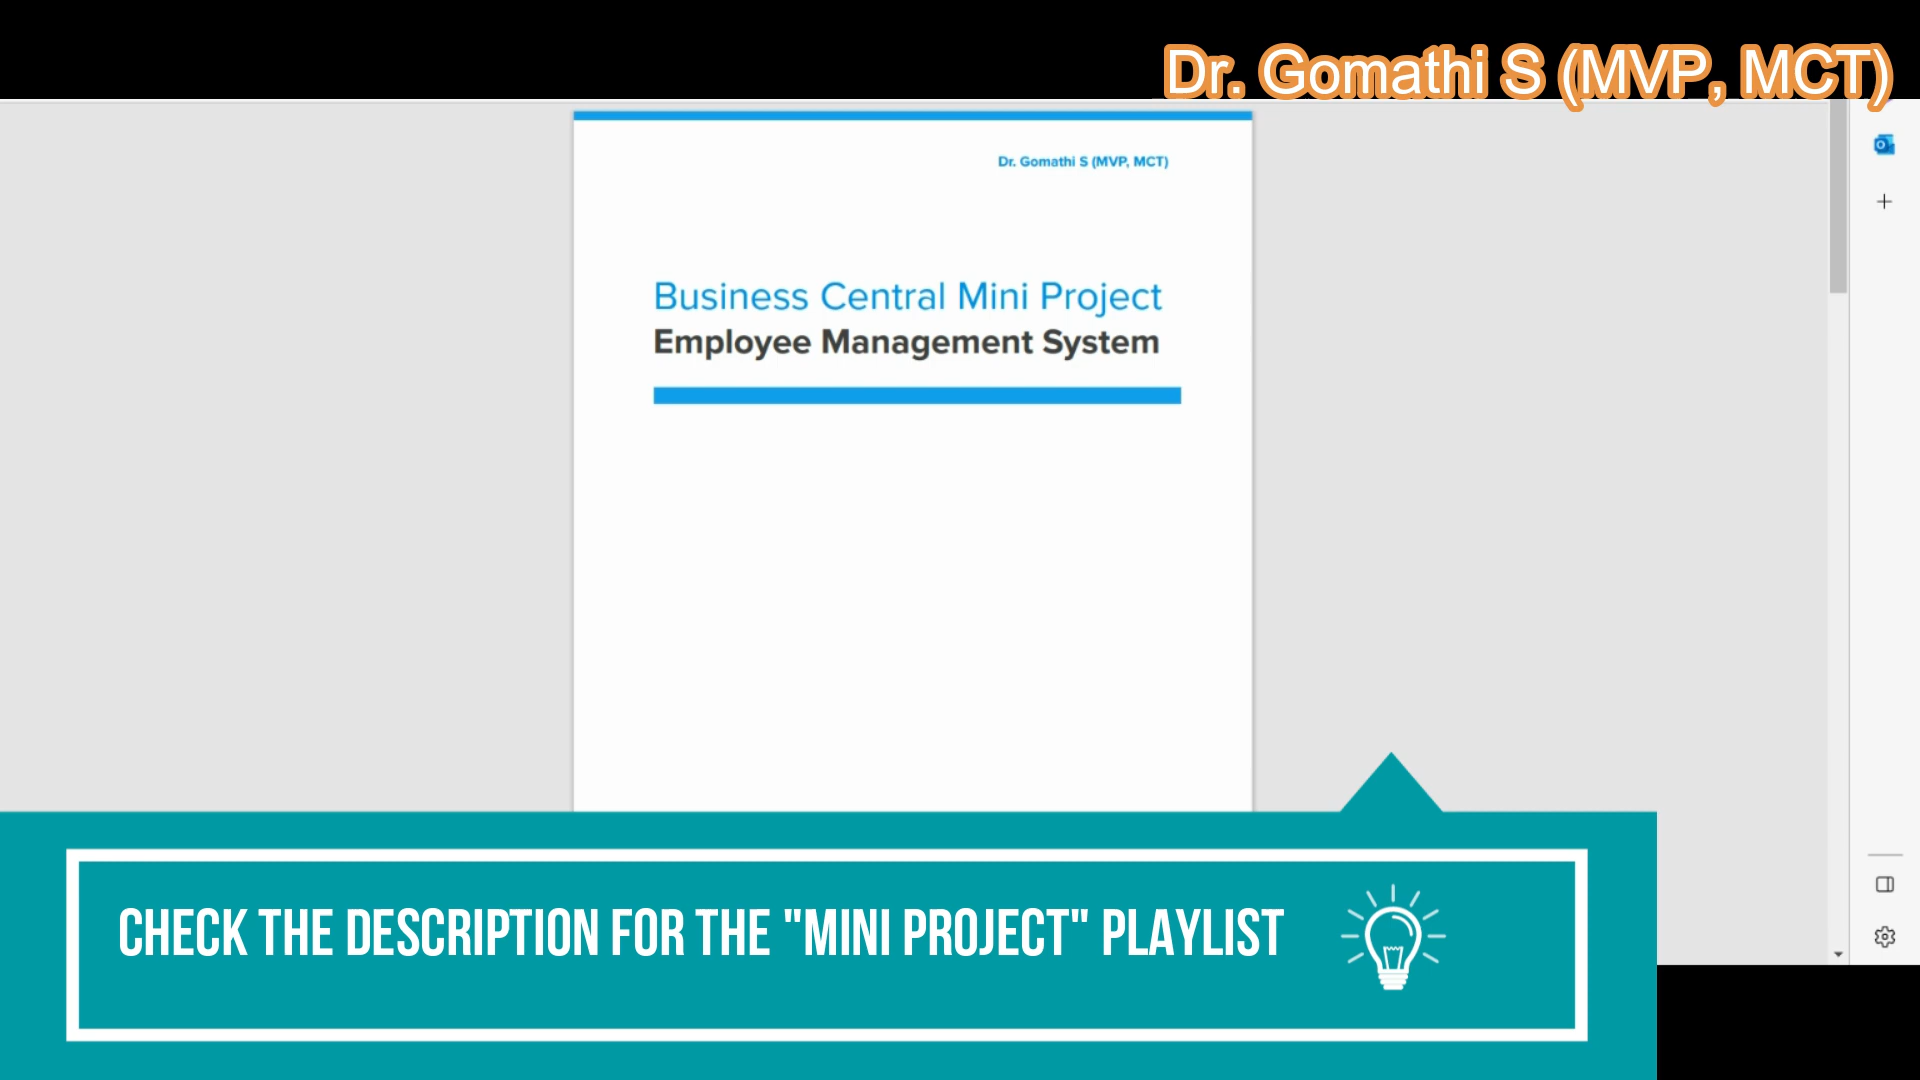 Dr. Gomathi S (MVP, MCT)
Dr. Gomathi S (MVP, MCT)
Business Central Mini Project
Employee Management System
CHECK THE DESCRIPTION FOR THE "MINI PROJECT" PLAYLIST